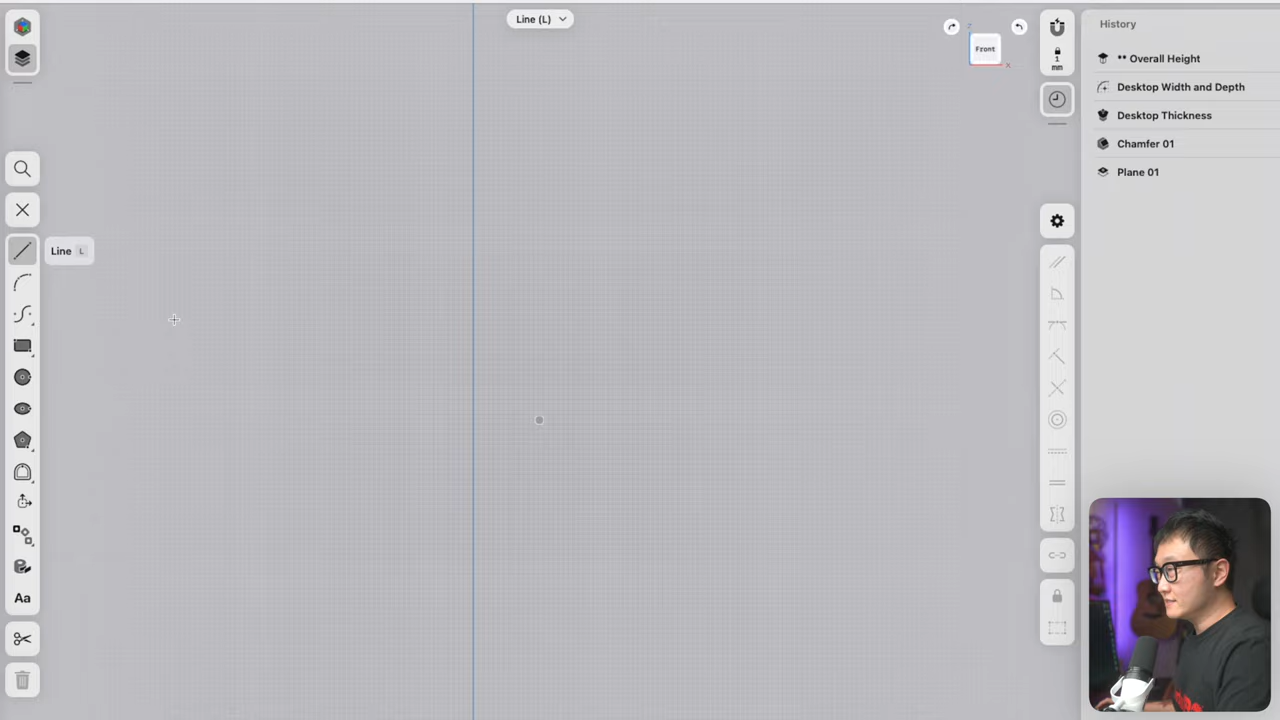 Line (L)
Z
Front
X
1
mm
History
** Overall Height
Desktop Width and Depth
Desktop Thickness
Chamfer 01
Plane 01
Line L
Aa